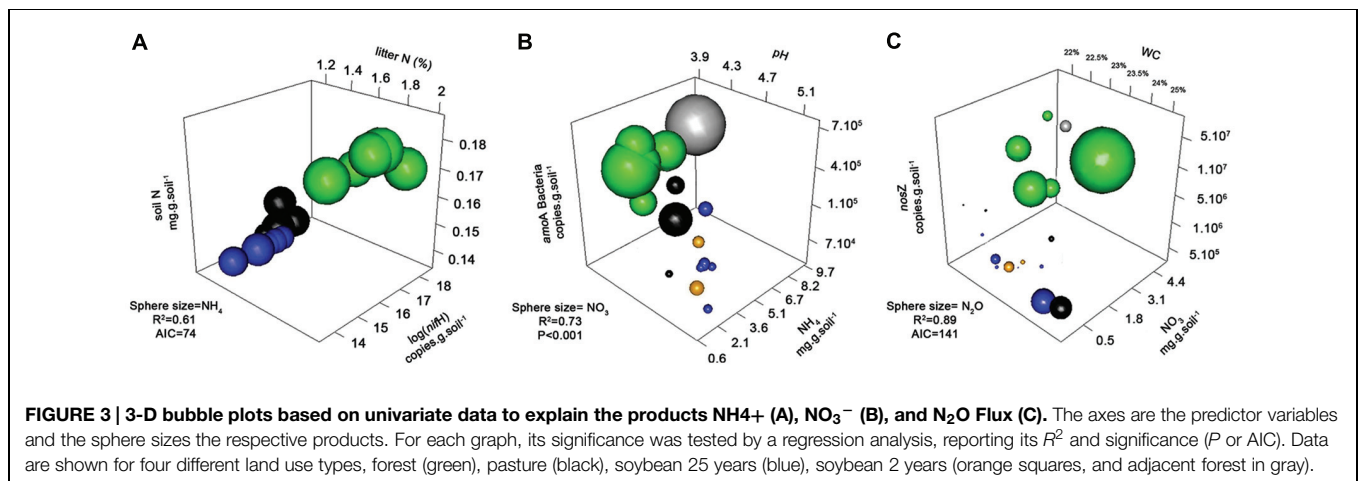 A
litter N (%)
1.2
1.4
1.6
1.8
2
soil N
mg.g.soil⁻¹
0.18
0.17
0.16
0.15
0.14
18
17
16
15
14
log(nifH)
copies.g.soil⁻¹
Sphere size=NH₄
R²=0.61
AIC=74
B
pH
3.9
4.3
4.7
5.1
amoA Bacteria
copies.g.soil⁻¹
7.10⁵
4.10⁵
1.10⁵
7.10⁴
9.7
8.2
6.7
5.1
3.6
2.1
0.6
NH₄
mg.g.soil⁻¹
Sphere size= NO₃
R²=0.73
P<0.001
C
WC
22%
22.5%
23%
23.5%
24%
25%
nosZ
copies.g.soil⁻¹
5.10⁷
1.10⁷
5.10⁶
1.10⁶
5.10⁵
4.4
3.1
1.8
0.5
NO₃
mg.g.soil⁻¹
Sphere size= N₂O
R²=0.89
AIC=141
FIGURE 3 | 3-D bubble plots based on univariate data to explain the products NH4+ (A), NO₃⁻ (B), and N₂O Flux (C). The axes are the predictor variables
and the sphere sizes the respective products. For each graph, its significance was tested by a regression analysis, reporting its R² and significance (P or AIC). Data
are shown for four different land use types, forest (green), pasture (black), soybean 25 years (blue), soybean 2 years (orange squares, and adjacent forest in gray).